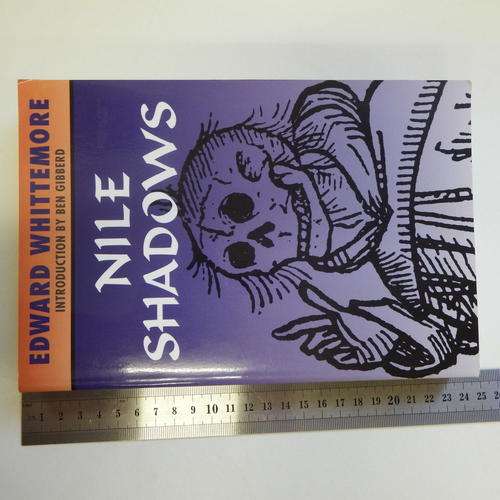 EDWARD WHITTEMORE
INTRODUCTION BY BEN GIBBERD
NILE
SHADOWS
1 2 3 4 5 6 7 8 9 10 11 12 13 14 15 16 17 18 19 20 21 22 23 24 25